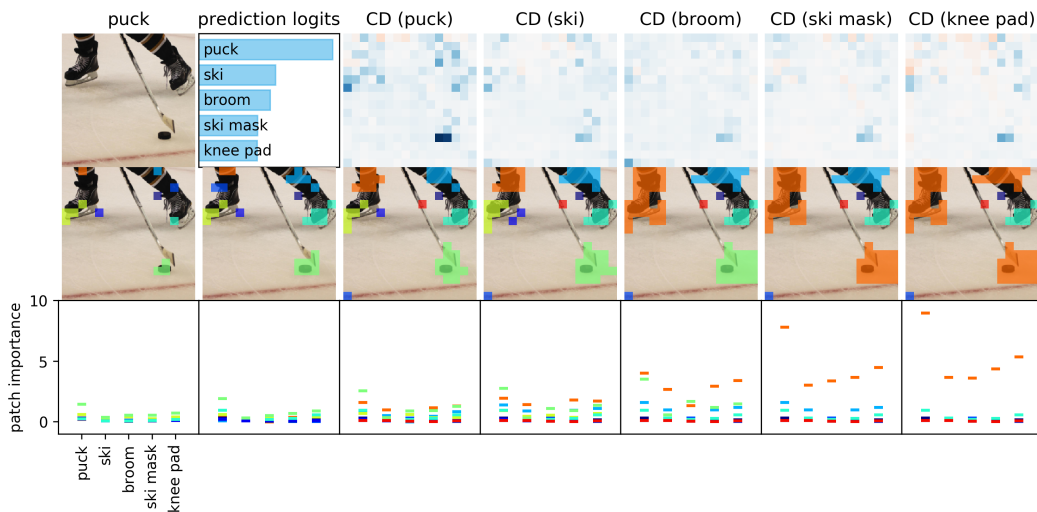 puck
prediction logits
CD (puck)
CD (ski)
CD (broom)
CD (ski mask)
CD (knee pad)
puck
ski
broom
ski mask
knee pad
10
5
0
patch importance
puck
ski
broom
ski mask
knee pad